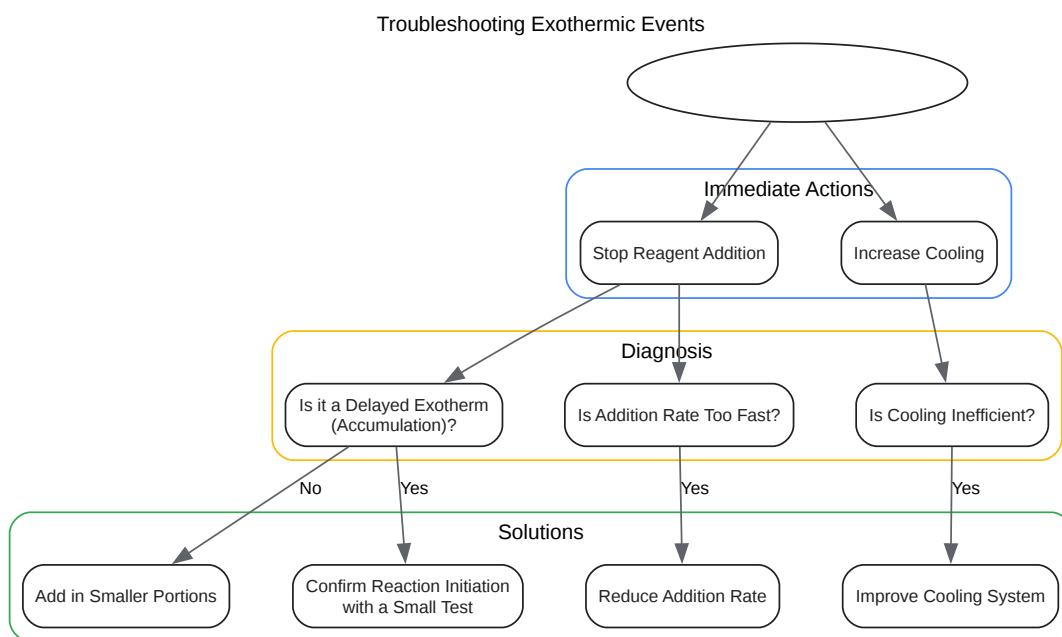 Troubleshooting Exothermic Events
Immediate Actions
Stop Reagent Addition
Increase Cooling
Diagnosis
Is it a Delayed Exotherm
(Accumulation)?
Is Addition Rate Too Fast?
Is Cooling Inefficient?
No
Yes
Yes
Yes
Solutions
Add in Smaller Portions
Confirm Reaction Initiation
with a Small Test
Reduce Addition Rate
Improve Cooling System